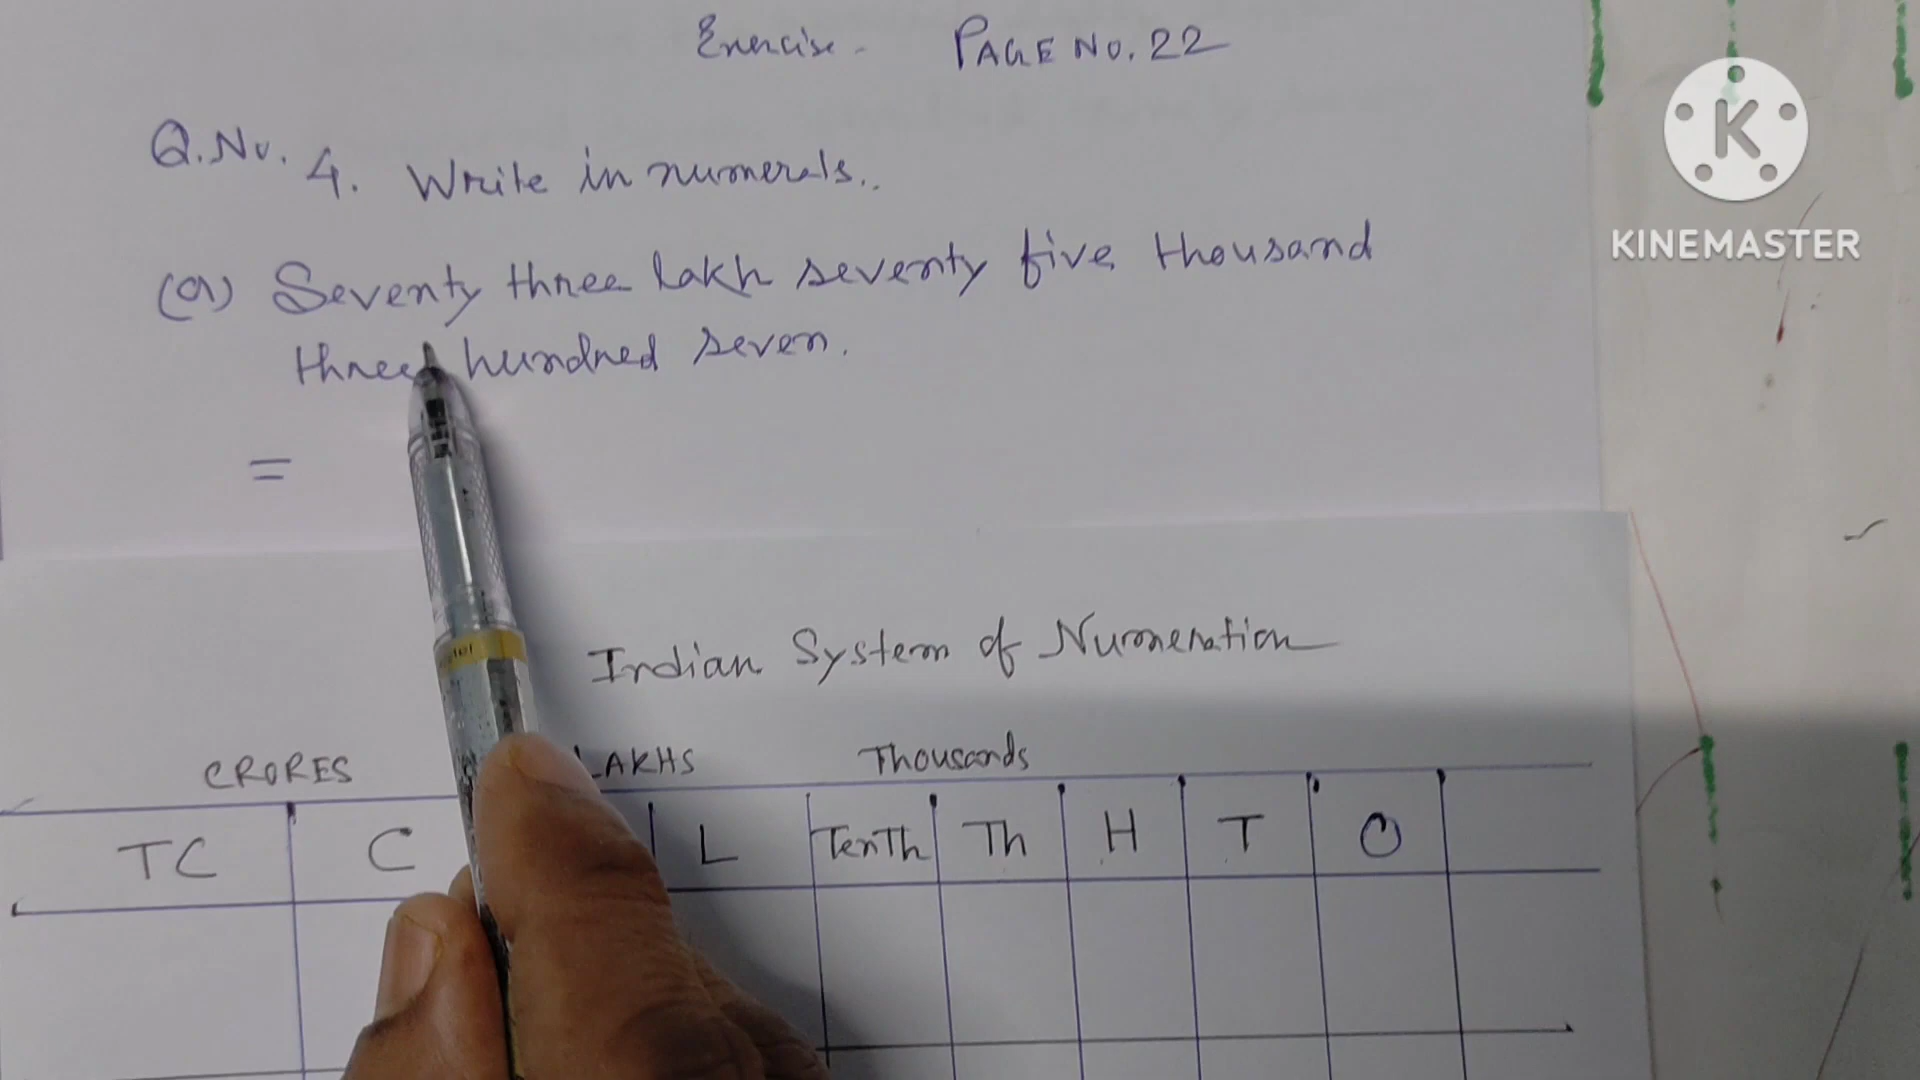 Exercise - PAGE NO. 22
KINEMASTER
Q.No. 4. Write in numerals..
(a) Seventy three lakh seventy five thousand
three hundred seven.
=
Indian System of Numeration
CRORES LAKHS Thousands
TC C L TenTh Th H T O